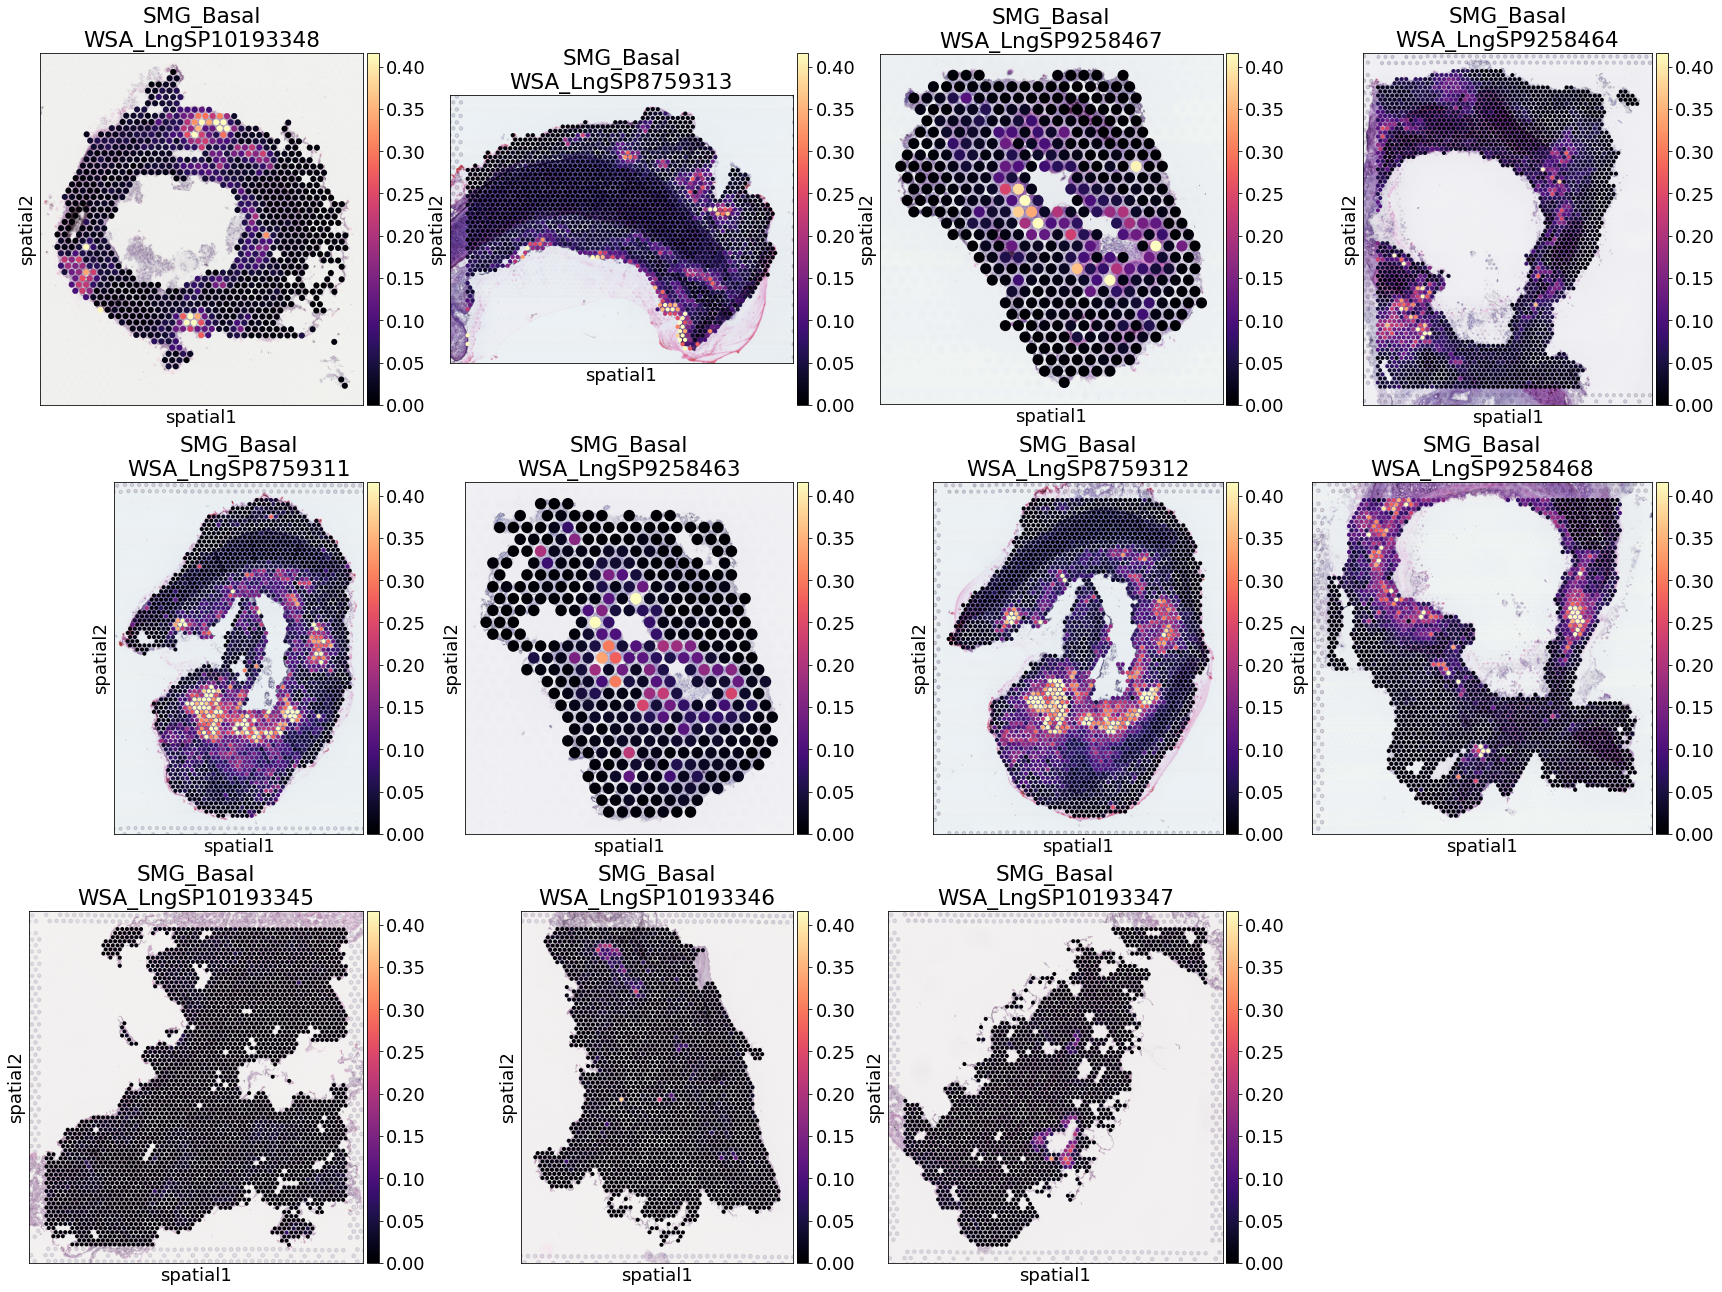 SMG_Basal
WSA_LngSP10193348
spatial2
spatial1
0.40
0.35
0.30
0.25
0.20
0.15
0.10
0.05
0.00
SMG_Basal
WSA_LngSP8759313
spatial2
spatial1
0.40
0.35
0.30
0.25
0.20
0.15
0.10
0.05
0.00
SMG_Basal
WSA_LngSP9258467
spatial2
spatial1
0.40
0.35
0.30
0.25
0.20
0.15
0.10
0.05
0.00
SMG_Basal
WSA_LngSP9258464
spatial2
spatial1
0.40
0.35
0.30
0.25
0.20
0.15
0.10
0.05
0.00
SMG_Basal
WSA_LngSP8759311
spatial2
spatial1
0.40
0.35
0.30
0.25
0.20
0.15
0.10
0.05
0.00
SMG_Basal
WSA_LngSP9258463
spatial2
spatial1
0.40
0.35
0.30
0.25
0.20
0.15
0.10
0.05
0.00
SMG_Basal
WSA_LngSP8759312
spatial2
spatial1
0.40
0.35
0.30
0.25
0.20
0.15
0.10
0.05
0.00
SMG_Basal
WSA_LngSP9258468
spatial2
spatial1
0.40
0.35
0.30
0.25
0.20
0.15
0.10
0.05
0.00
SMG_Basal
WSA_LngSP10193345
spatial2
spatial1
0.40
0.35
0.30
0.25
0.20
0.15
0.10
0.05
0.00
SMG_Basal
WSA_LngSP10193346
spatial2
spatial1
0.40
0.35
0.30
0.25
0.20
0.15
0.10
0.05
0.00
SMG_Basal
WSA_LngSP10193347
spatial2
spatial1
0.40
0.35
0.30
0.25
0.20
0.15
0.10
0.05
0.00